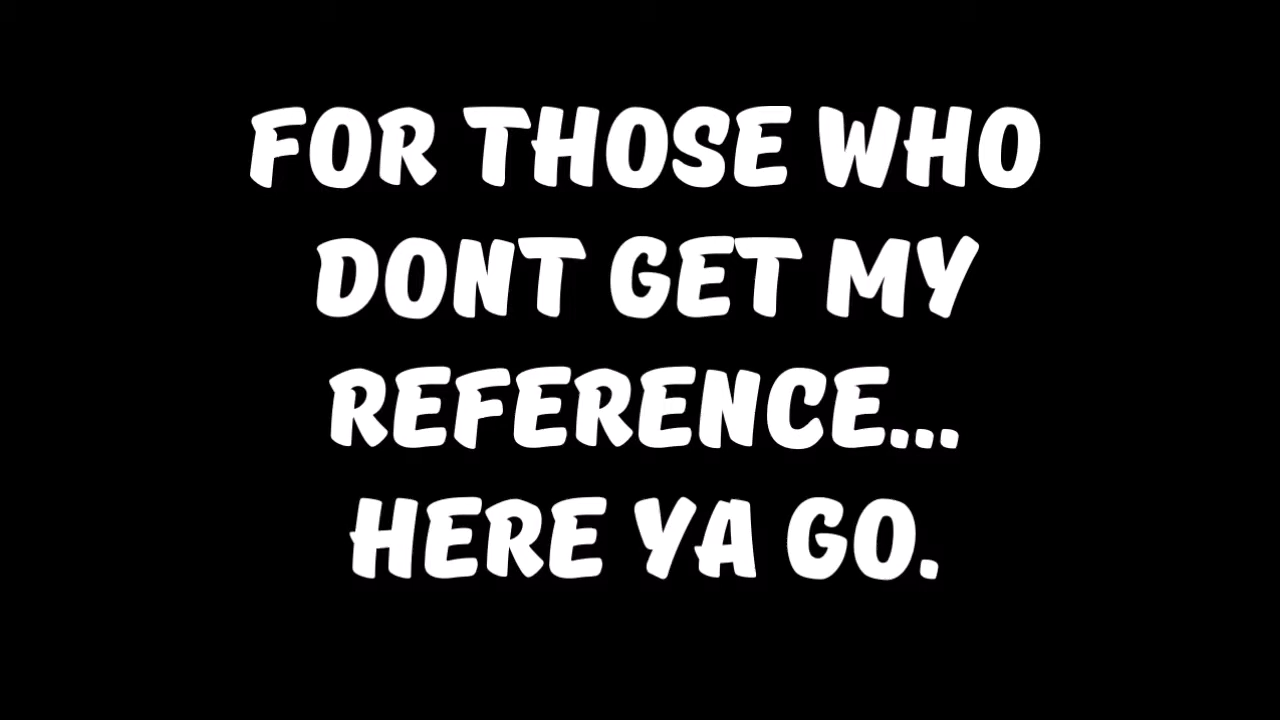 FOR THOSE WHO
DONT GET MY
REFERENCE...
HERE YA GO.